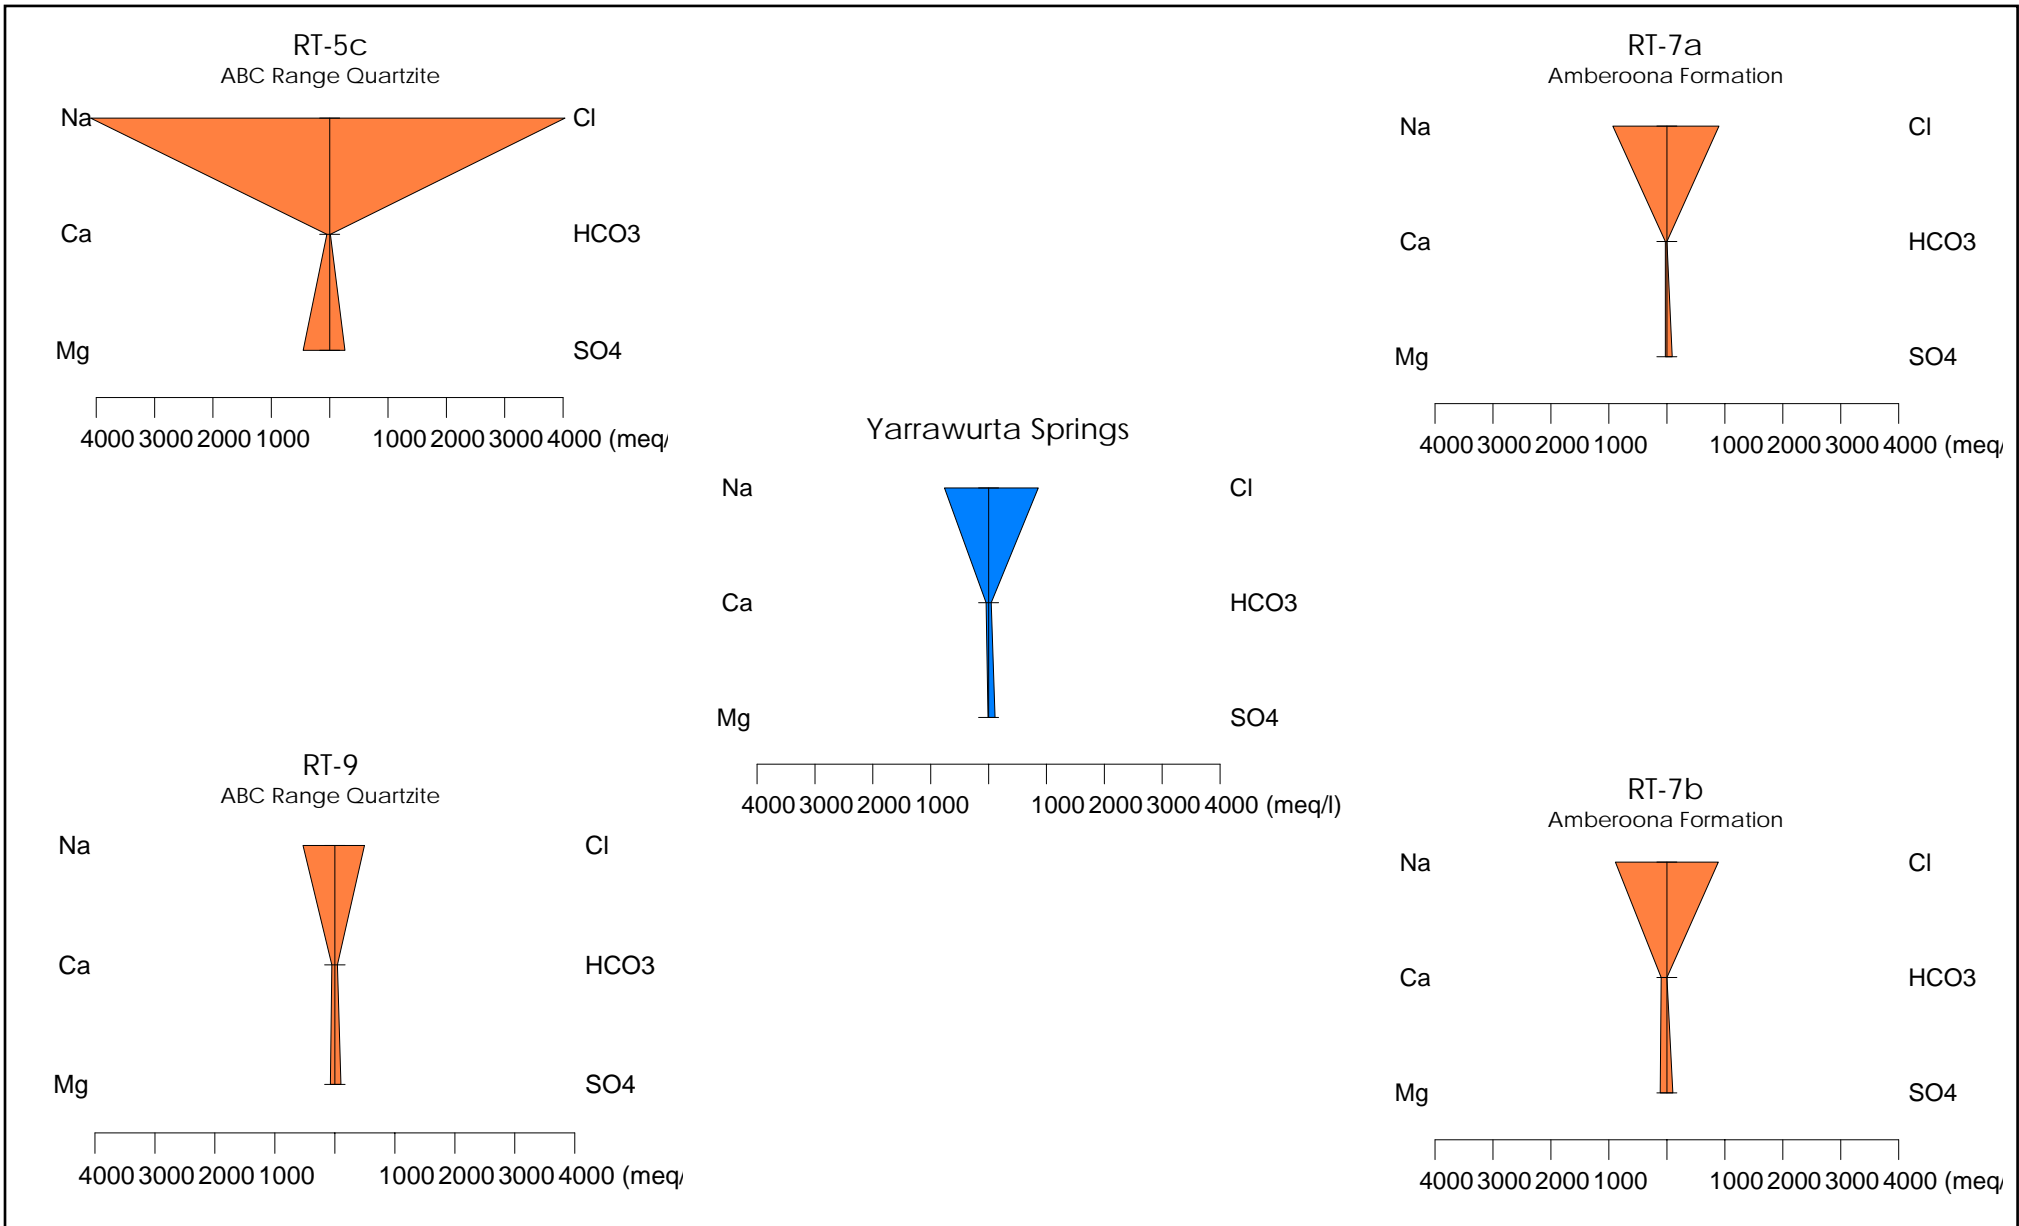 RT-5c
ABC Range Quartzite
Na Cl
Ca HCO3
Mg SO4
4000 3000 2000 1000 1000 2000 3000 4000 (meq/
RT-7a
Amberoona Formation
Na Cl
Ca HCO3
Mg SO4
4000 3000 2000 1000 1000 2000 3000 4000 (meq/
Yarrawurta Springs
Na Cl
Ca HCO3
Mg SO4
4000 3000 2000 1000 1000 2000 3000 4000 (meq/l)
RT-9
ABC Range Quartzite
Na Cl
Ca HCO3
Mg SO4
4000 3000 2000 1000 1000 2000 3000 4000 (meq/
RT-7b
Amberoona Formation
Na Cl
Ca HCO3
Mg SO4
4000 3000 2000 1000 1000 2000 3000 4000 (meq/